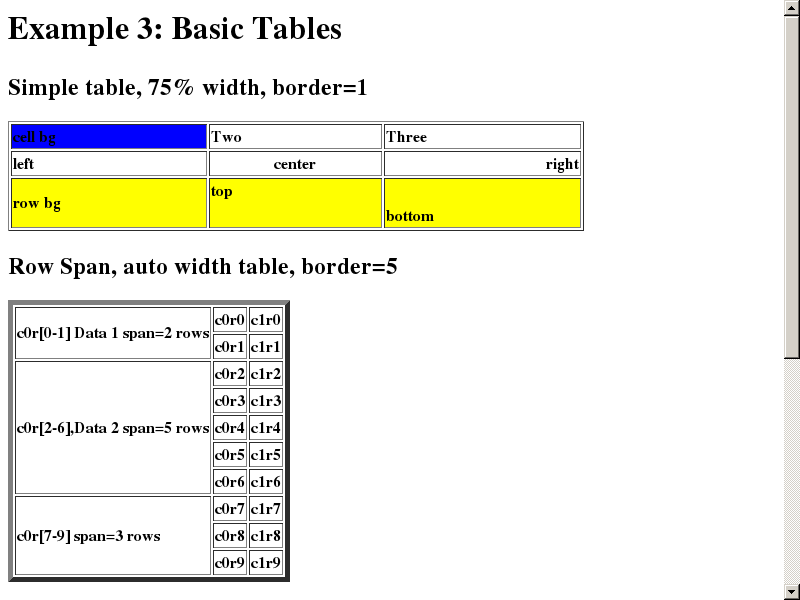 Example 3: Basic Tables
Simple table, 75% width, border=1
cell bg Two Three
left center right
row bg top bottom
Row Span, auto width table, border=5
c0r[0-1] Data 1 span=2 rows c0r0 c1r0
c0r1 c1r1
c0r[2-6],Data 2 span=5 rows c0r2 c1r2
c0r3 c1r3
c0r4 c1r4
c0r5 c1r5
c0r6 c1r6
c0r[7-9] span=3 rows c0r7 c1r7
c0r8 c1r8
c0r9 c1r9